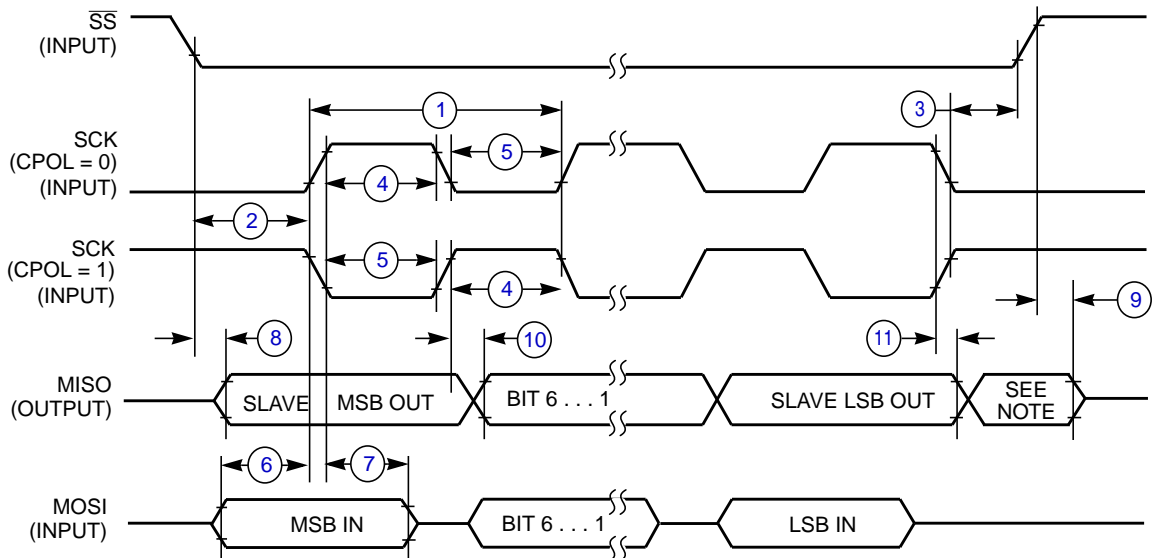 SS
(INPUT)
1
3
SCK
(CPOL = 0)
(INPUT)
5
4
2
SCK
(CPOL = 1)
(INPUT)
5
4
9
8
10
11
MISO
(OUTPUT)
SLAVE MSB OUT
BIT 6 . . . 1
SLAVE LSB OUT
SEE
NOTE
6
7
MOSI
(INPUT)
MSB IN
BIT 6 . . . 1
LSB IN